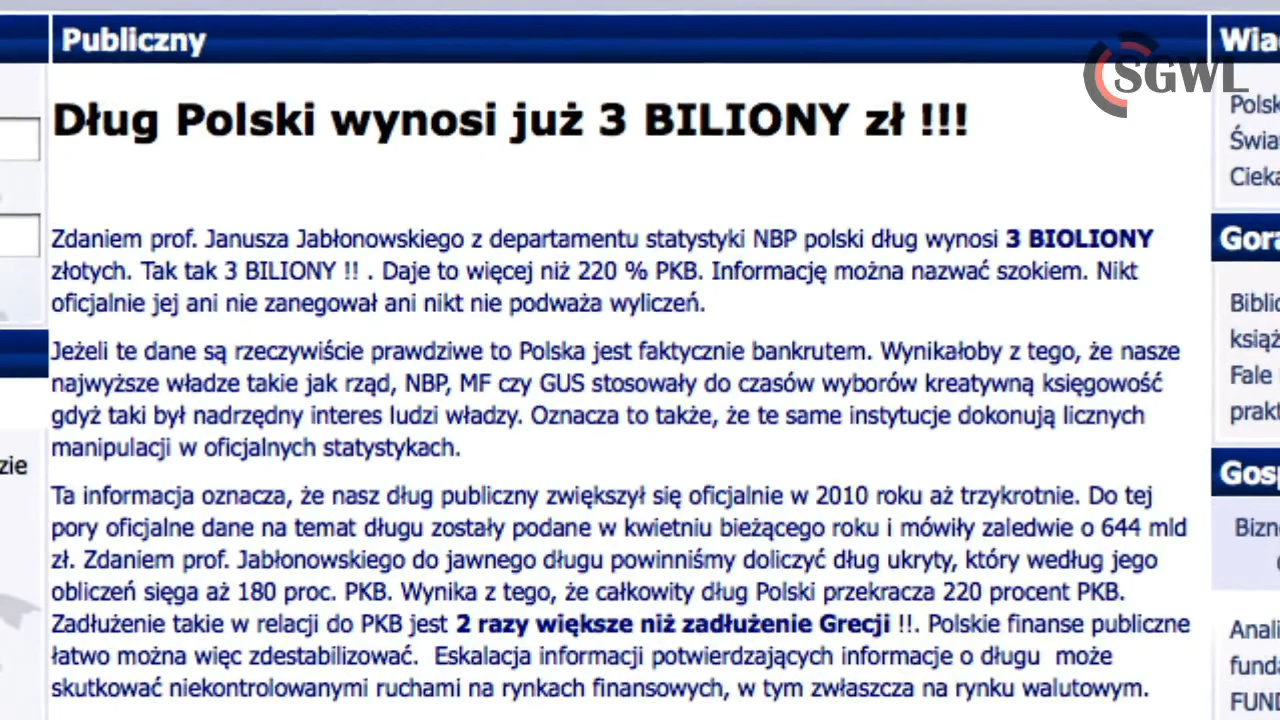 Publiczny
Wia
SGWL
Dług Polski wynosi już 3 BILIONY zł !!!
Polsk
Świa
Cieka
Zdaniem prof. Janusza Jabłonowskiego z departamentu statystyki NBP polski dług wynosi 3 BIOLIONY
złotych. Tak tak 3 BILIONY !! . Daje to więcej niż 220 % PKB. Informację można nazwać szokiem. Nikt
oficjalnie jej ani nie zanegował ani nikt nie podważa wyliczeń.
Jeżeli te dane są rzeczywiście prawdziwe to Polska jest faktycznie bankrutem. Wynikałoby z tego, że nasze
najwyższe władze takie jak rząd, NBP, MF czy GUS stosowały do czasów wyborów kreatywną księgowość
gdyż taki był nadrzędny interes ludzi władzy. Oznacza to także, że te same instytucje dokonują licznych
manipulacji w oficjalnych statystykach.
Ta informacja oznacza, że nasz dług publiczny zwiększył się oficjalnie w 2010 roku aż trzykrotnie. Do tej
pory oficjalne dane na temat długu zostały podane w kwietniu bieżącego roku i mówiły zaledwie o 644 mld
zł. Zdaniem prof. Jabłonowskiego do jawnego długu powinniśmy doliczyć dług ukryty, który według jego
obliczeń sięga aż 180 proc. PKB. Wynika z tego, że całkowity dług Polski przekracza 220 procent PKB.
Zadłużenie takie w relacji do PKB jest 2 razy większe niż zadłużenie Grecji !!. Polskie finanse publiczne
łatwo można więc zdestabilizować. Eskalacja informacji potwierdzających informacje o długu może
skutkować niekontrolowanymi ruchami na rynkach finansowych, w tym zwłaszcza na rynku walutowym.
zie
Gora
Biblio
książ
Fale
prakt
Gosp
Bizn
Anali
funda
FUND